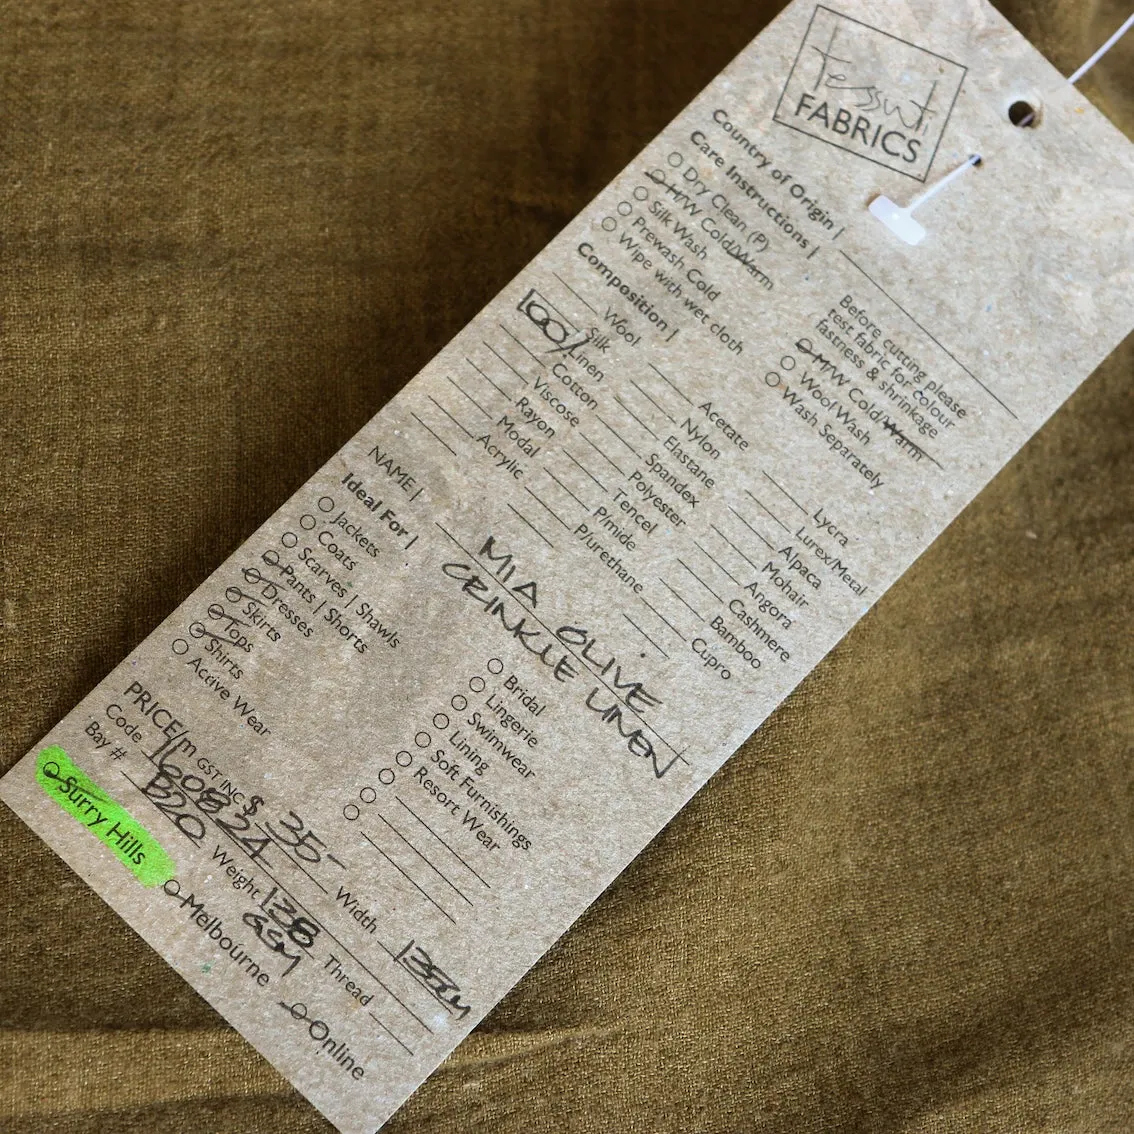 Tessuti
FABRICS
Country of Origin |
Care Instructions |
Dry Clean (P)
H/W Cold/Warm
Silk Wash
Prewash Cold
Wipe with wet cloth
Before cutting please
test fabric for colour
fastness & shrinkage
M/W Cold/Warm
Wool Wash
Wash Separately
Composition |
Wool
Silk
100% Linen
Cotton
Viscose
Rayon
Modal
Acrylic
Acetate
Nylon
Elastane
Spandex
Polyester
Tencel
P/mide
P/urethane
Lycra
Lurex/Metal
Alpaca
Mohair
Angora
Cashmere
Bamboo
Cupro
NAME | MIA OLIVE
CRINKLE LINEN
Ideal For |
Jackets
Coats
Scarves | Shawls
Pants | Shorts
Dresses
Skirts
Tops
Shirts
Active Wear
Bridal
Lingerie
Swimwear
Lining
Soft Furnishings
Resort Wear
PRICE/m GST INC $ 35-
Code 1160824 Width 135CM
Bay # B20 Weight 138 GSM Thread
Surry Hills Melbourne Online